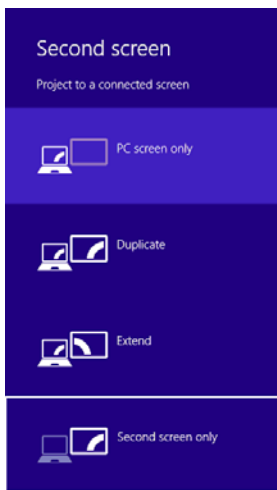 Second screen
Project to a connected screen
PC screen only
Duplicate
Extend
Second screen only